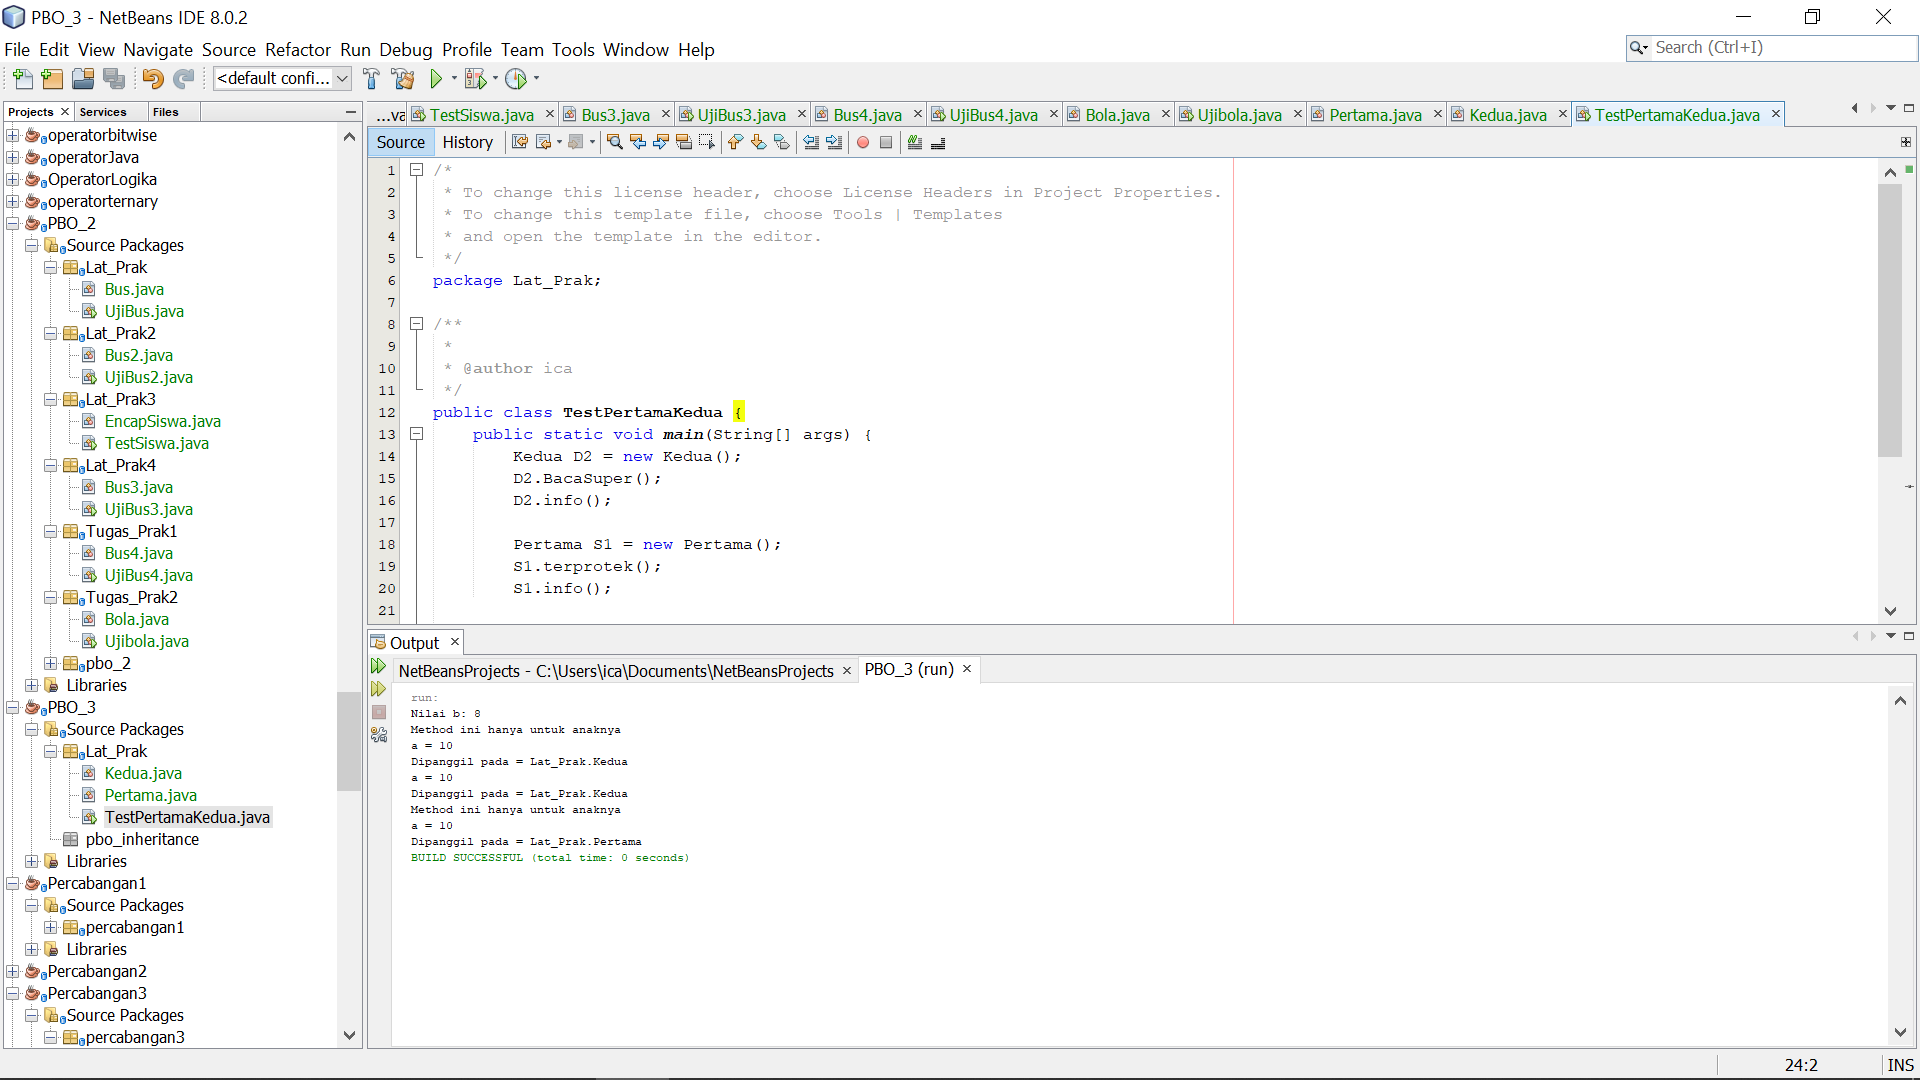 PBO_3 - NetBeans IDE 8.0.2
File Edit View Navigate Source Refactor Run Debug Profile Team Tools Window Help
Search (Ctrl+I)
<default confi...
Projects Services Files
operatorbitwise
operatorJava
OperatorLogika
operatorternary
PBO_2
Source Packages
Lat_Prak
Bus.java
UjiBus.java
Lat_Prak2
Bus2.java
UjiBus2.java
Lat_Prak3
EncapSiswa.java
TestSiswa.java
Lat_Prak4
Bus3.java
UjiBus3.java
Tugas_Prak1
Bus4.java
UjiBus4.java
Tugas_Prak2
Bola.java
Ujibola.java
pbo_2
Libraries
PBO_3
Source Packages
Lat_Prak
Kedua.java
Pertama.java
TestPertamaKedua.java
pbo_inheritance
Libraries
Percabangan1
Source Packages
percabangan1
Libraries
Percabangan2
Percabangan3
Source Packages
percabangan3
...va TestSiswa.java Bus3.java UjiBus3.java Bus4.java UjiBus4.java Bola.java Ujibola.java Pertama.java Kedua.java TestPertamaKedua.java
Source History
1 /*
2 * To change this license header, choose License Headers in Project Properties.
3 * To change this template file, choose Tools | Templates
4 * and open the template in the editor.
5 */
6 package Lat_Prak;
7
8 /**
9 *
10 * @author ica
11 */
12 public class TestPertamaKedua {
13 public static void main(String[] args) {
14 Kedua D2 = new Kedua();
15 D2.BacaSuper();
16 D2.info();
17
18 Pertama S1 = new Pertama();
19 S1.terprotek();
20 S1.info();
21
Output
NetBeansProjects - C:\Users\ica\Documents\NetBeansProjects PBO_3 (run)
run:
Nilai b: 8
Method ini hanya untuk anaknya
a = 10
Dipanggil pada = Lat_Prak.Kedua
a = 10
Dipanggil pada = Lat_Prak.Kedua
Method ini hanya untuk anaknya
a = 10
Dipanggil pada = Lat_Prak.Pertama
BUILD SUCCESSFUL (total time: 0 seconds)
24:2 INS